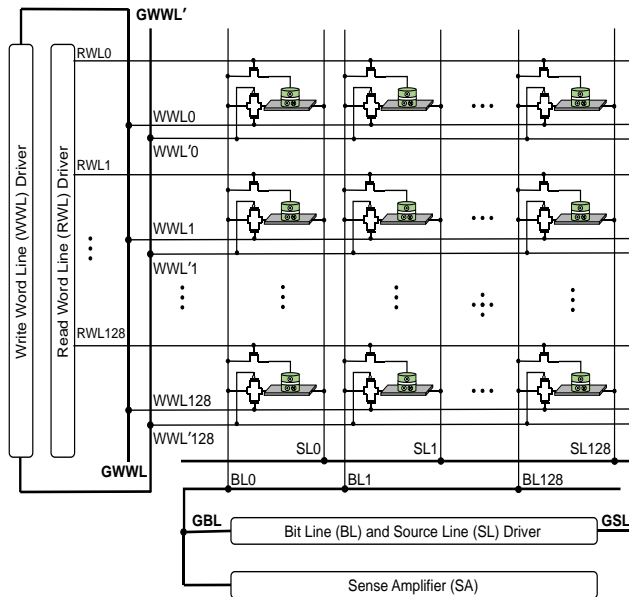 GWWL′
RWL0
WWL0
WWL′0
RWL1
WWL1
WWL′1
RWL128
WWL128
WWL′128
Write Word Line (WWL) Driver
Read Word Line (RWL) Driver
GWWL
SL0
SL1
SL128
BL0
BL1
BL128
GBL
Bit Line (BL) and Source Line (SL) Driver
GSL
Sense Amplifier (SA)